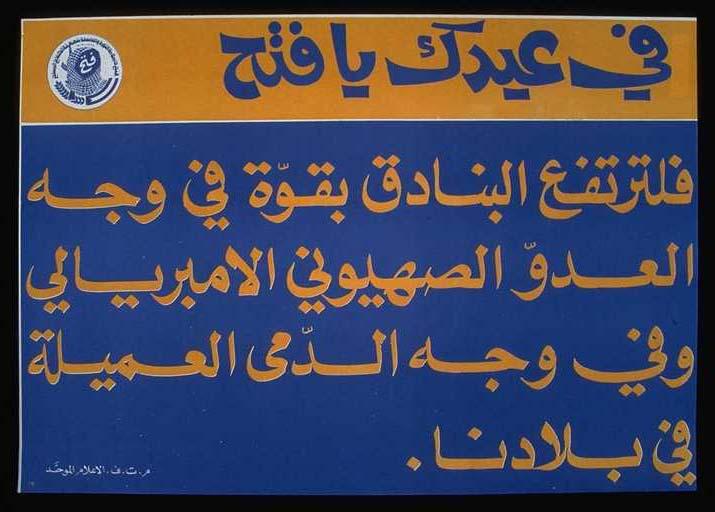 في عيدك يا فتح
فتح
فلترتفع البنادق بقوّة في وجه
العدوّ الصهيوني الامبريالي
وفي وجه الدّمى العميلة
في بلادنا .
م.ت.ف. الاعلام الموحّد